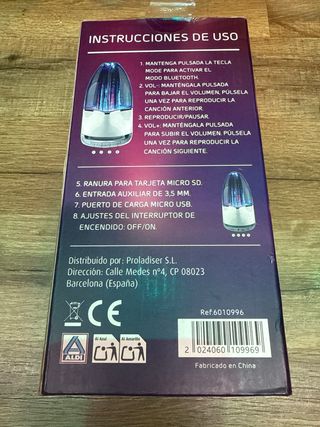 INSTRUCCIONES DE USO
1. MANTENGA PULSADA LA TECLA
MODE PARA ACTIVAR EL
MODO BLUETOOTH.
2. VOL-: MANTÉNGALA PULSADA
PARA BAJAR EL VOLUMEN, PÚLSELA
UNA VEZ PARA REPRODUCIR LA
CANCIÓN ANTERIOR.
3. REPRODUCIR/PAUSAR.
4. VOL+: MANTÉNGALA PULSADA
PARA SUBIR EL VOLUMEN, PÚLSELA
UNA VEZ PARA REPRODUCIR LA
CANCIÓN SIGUIENTE.
5. RANURA PARA TARJETA MICRO SD.
6. ENTRADA AUXILIAR DE 3,5 MM.
7. PUERTO DE CARGA MICRO USB.
8. AJUSTES DEL INTERRUPTOR DE
ENCENDIDO: OFF/ON.
Distribuido por: Proladiser S.L.
Dirección: Calle Medes nº4, CP 08023
Barcelona (España)
Ref.6010996
CE
ALDI
Al Azul
Al Amarillo
2 024060 109969
Fabricado en China